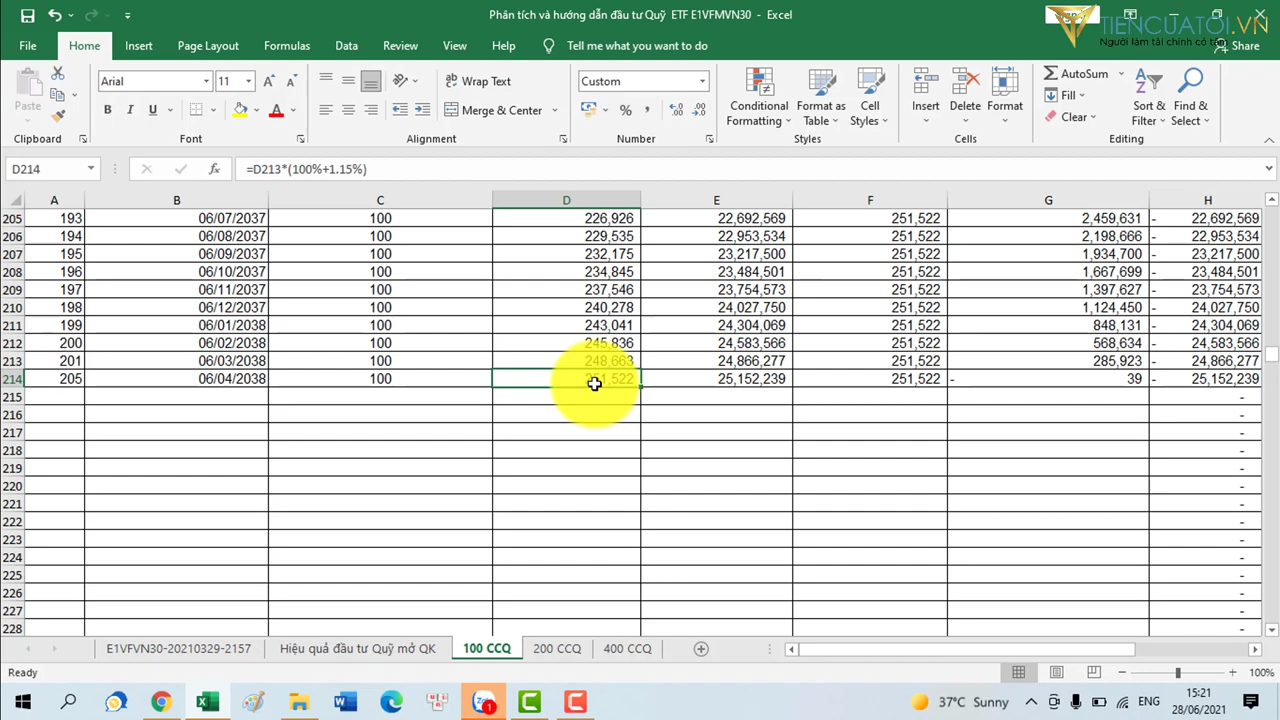 Phân tích và hướng dẫn đầu tư Quỹ ETF E1VFMVN30 - Excel
TIENCUATOI.VN
Người làm tài chính có tâm
File Home Insert Page Layout Formulas Data Review View Help Tell me what you want to do Share
Arial 11 Wrap Text Custom AutoSum
Paste B I U Merge & Center % Conditional Formatting Format as Table Cell Styles Insert Delete Format Fill Clear Sort & Filter Find & Select
Clipboard Font Alignment Number Styles Cells Editing
D214 fx =D213*(100%+1.15%)
A B C D E F G H
205 193 06/07/2037 100 226,926 22,692,569 251,522 2,459,631 - 22,692,569
206 194 06/08/2037 100 229,535 22,953,534 251,522 2,198,666 - 22,953,534
207 195 06/09/2037 100 232,175 23,217,500 251,522 1,934,700 - 23,217,500
208 196 06/10/2037 100 234,845 23,484,501 251,522 1,667,699 - 23,484,501
209 197 06/11/2037 100 237,546 23,754,573 251,522 1,397,627 - 23,754,573
210 198 06/12/2037 100 240,278 24,027,750 251,522 1,124,450 - 24,027,750
211 199 06/01/2038 100 243,041 24,304,069 251,522 848,131 - 24,304,069
212 200 06/02/2038 100 245,836 24,583,566 251,522 568,634 - 24,583,566
213 201 06/03/2038 100 248,663 24,866,277 251,522 285,923 - 24,866,277
214 205 06/04/2038 100 251,522 25,152,239 251,522 - 39 - 25,152,239
215 -
216 -
217 -
218 -
219 -
220 -
221 -
222 -
223 -
224 -
225 -
226 -
227 -
228 -
E1VFVN30-20210329-2157 Hiệu quả đầu tư Quỹ mở QK 100 CCQ 200 CCQ 400 CCQ
Ready 100%
1 37°C Sunny ENG 15:21
28/06/2021